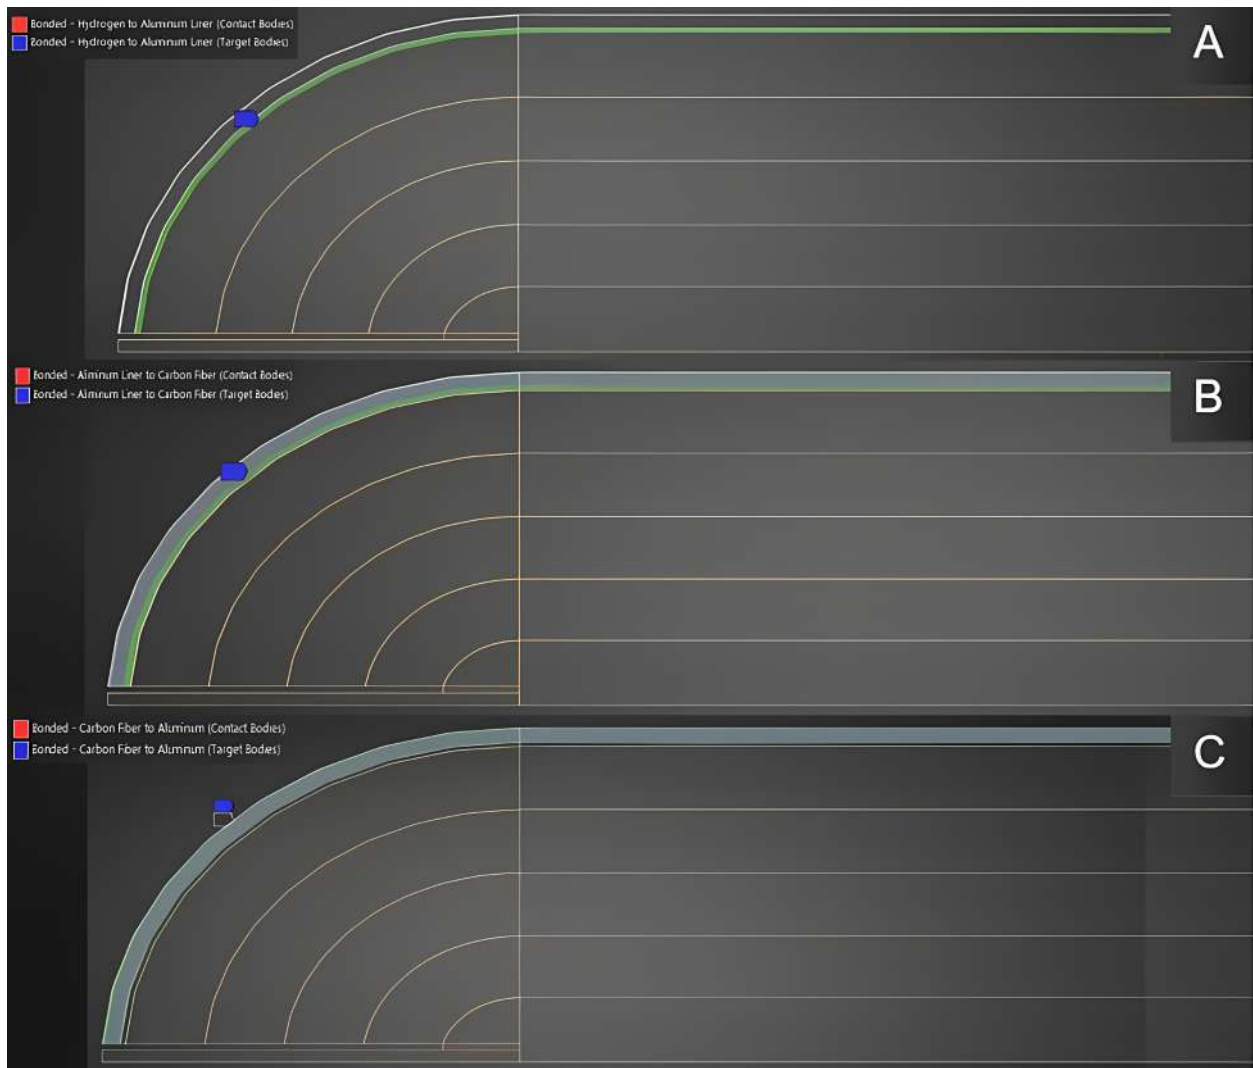 Bonded - Hydrogen to Aluminum Liner (Contact Bodies)
Bonded - Hydrogen to Aluminum Liner (Target Bodies)
A
Bonded - Aliminum Liner to Carbon Fiber (Contact Bodies)
Bonded - Aliminum Liner to Carbon Fiber (Target Bodies)
B
Bonded - Carbon Fiber to Aluminum (Contact Bodies)
Bonded - Carbon Fiber to Aluminum (Target Bodies)
C